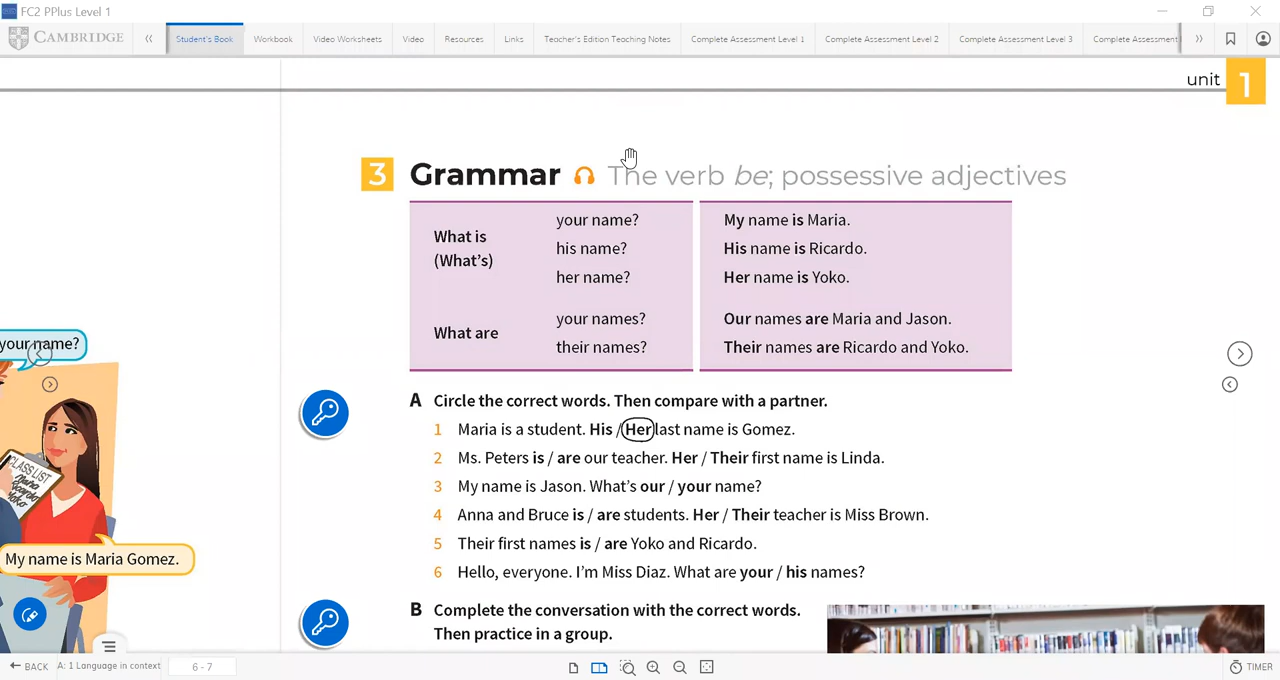 FC2 PPlus Level 1
CAMBRIDGE
Student's Book
Workbook
Video Worksheets
Video
Resources
Links
Teacher's Edition Teaching Notes
Complete Assessment Level 1
Complete Assessment Level 2
Complete Assessment Level 3
Complete Assessment
unit 1
3 Grammar The verb be; possessive adjectives
What is
(What's)
your name?
his name?
her name?
What are
your names?
their names?
My name is Maria.
His name is Ricardo.
Her name is Yoko.
Our names are Maria and Jason.
Their names are Ricardo and Yoko.
your name?
CLASS LIST
Maria
Ricardo
Yoko
My name is Maria Gomez.
A Circle the correct words. Then compare with a partner.
1 Maria is a student. His / Her last name is Gomez.
2 Ms. Peters is / are our teacher. Her / Their first name is Linda.
3 My name is Jason. What's our / your name?
4 Anna and Bruce is / are students. Her / Their teacher is Miss Brown.
5 Their first names is / are Yoko and Ricardo.
6 Hello, everyone. I'm Miss Diaz. What are your / his names?
B Complete the conversation with the correct words.
Then practice in a group.
BACK
A: 1 Language in context
6 - 7
TIMER